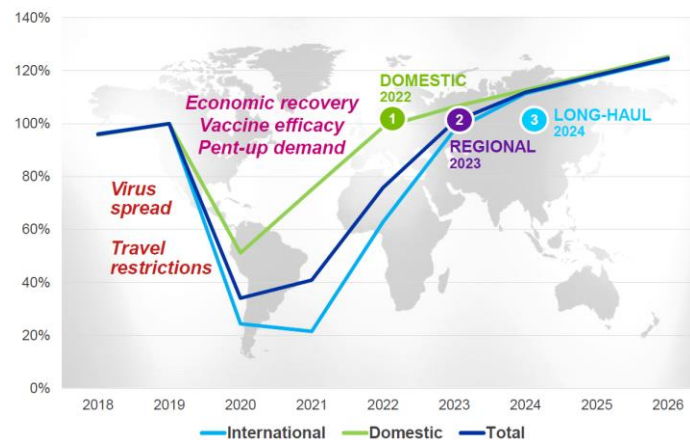 140%
120%
100%
80%
60%
40%
20%
0%
DOMESTIC
2022
1
Economic recovery
Vaccine efficacy
Pent-up demand
2
REGIONAL
2023
3
LONG-HAUL
2024
Virus
spread
Travel
restrictions
2018 2019 2020 2021 2022 2023 2024 2025 2026
International Domestic Total